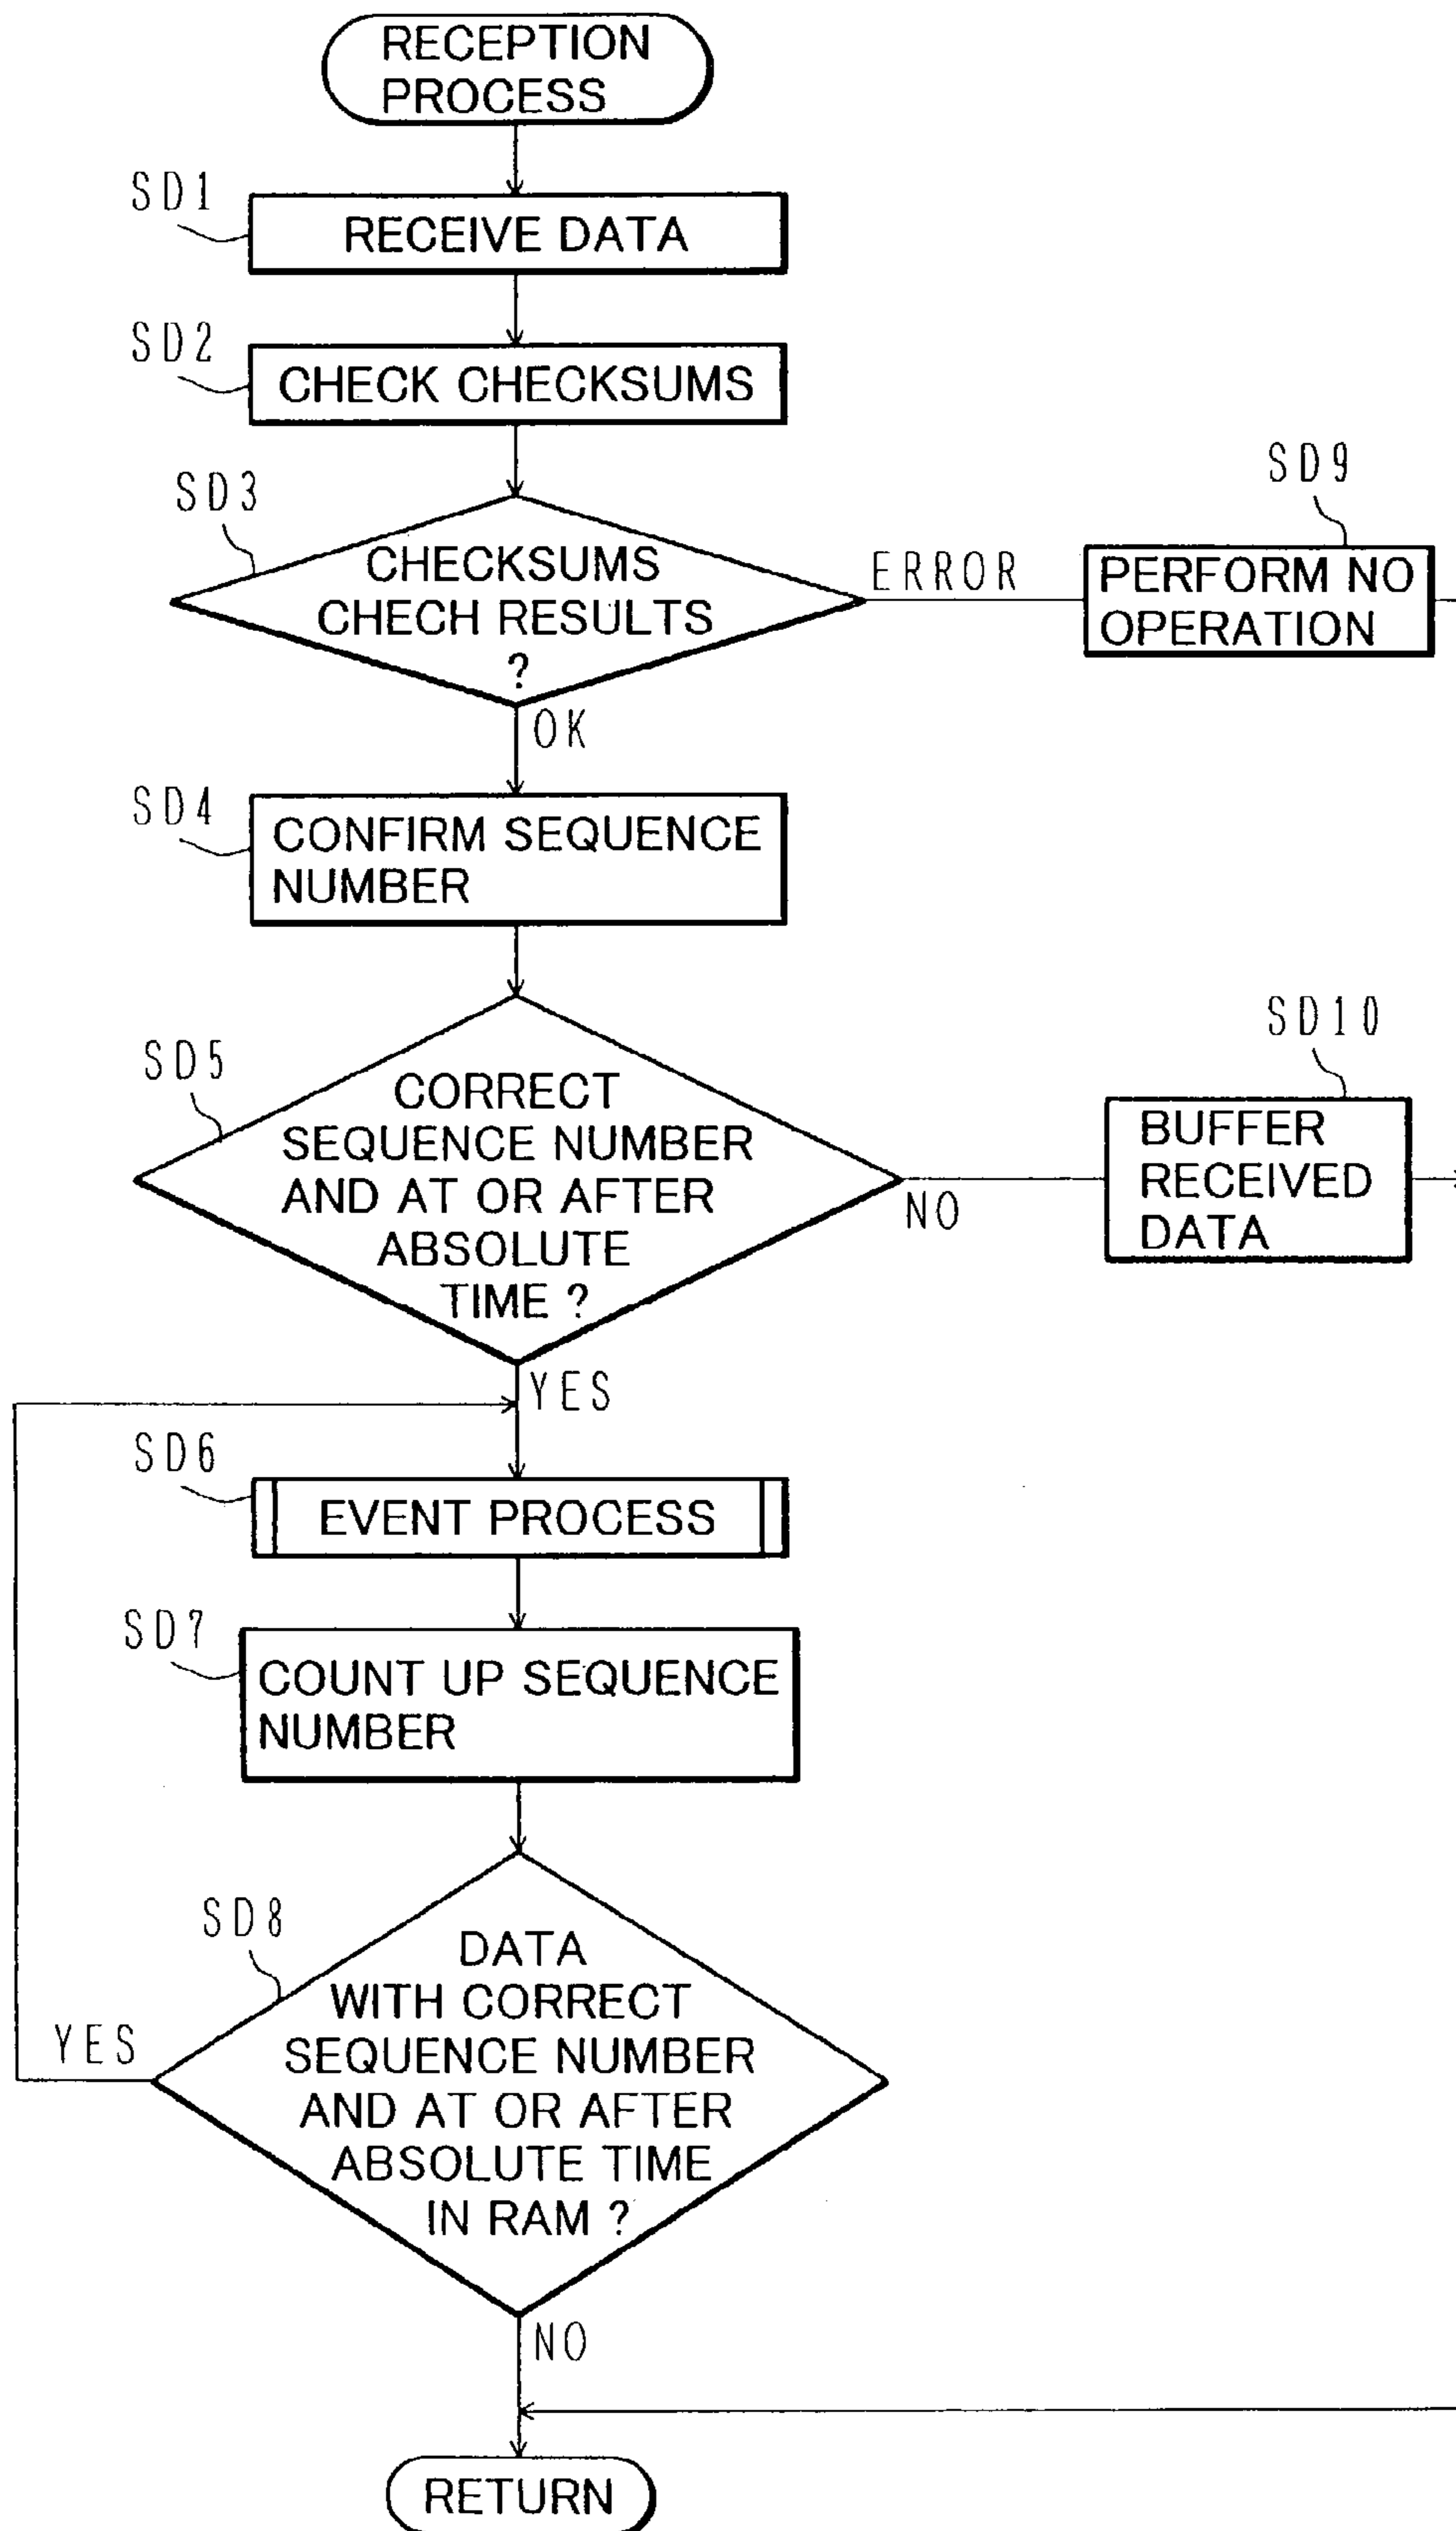 RECEPTION
PROCESS
SD1
RECEIVE DATA
SD2
CHECK CHECKSUMS
SD3
CHECKSUMS
CHECH RESULTS
?
ERROR
SD9
PERFORM NO
OPERATION
OK
SD4
CONFIRM SEQUENCE
NUMBER
SD5
CORRECT
SEQUENCE NUMBER
AND AT OR AFTER
ABSOLUTE
TIME ?
NO
SD10
BUFFER
RECEIVED
DATA
YES
SD6
EVENT PROCESS
SD7
COUNT UP SEQUENCE
NUMBER
SD8
DATA
WITH CORRECT
SEQUENCE NUMBER
AND AT OR AFTER
ABSOLUTE TIME
IN RAM ?
YES
NO
RETURN